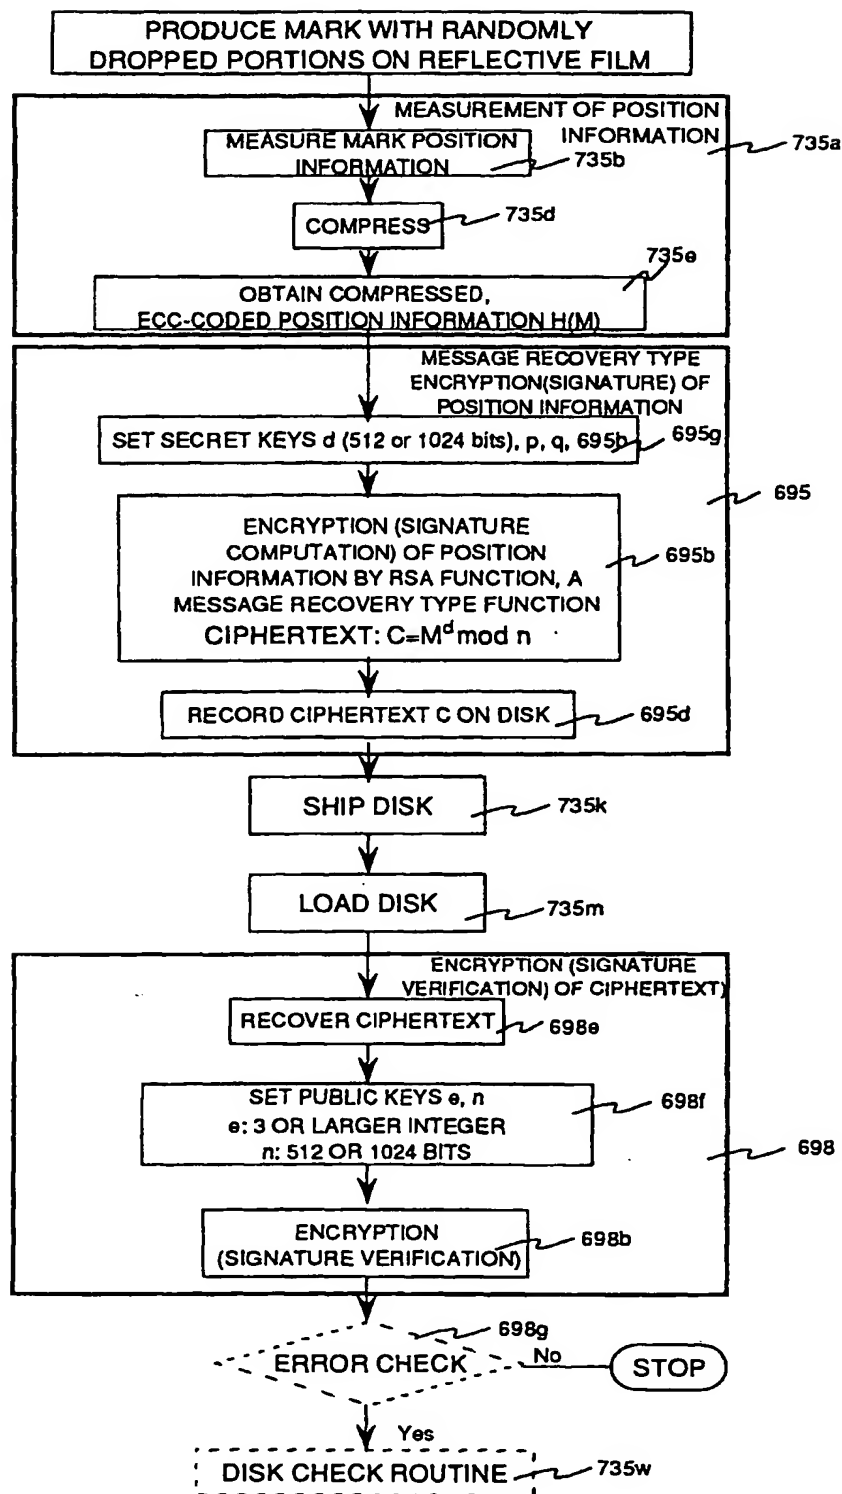 PRODUCE MARK WITH RANDOMLY
DROPPED PORTIONS ON REFLECTIVE FILM
MEASUREMENT OF POSITION
INFORMATION
735a
MEASURE MARK POSITION
INFORMATION
735b
COMPRESS
735d
735e
OBTAIN COMPRESSED,
ECC-CODED POSITION INFORMATION H(M)
MESSAGE RECOVERY TYPE
ENCRYPTION(SIGNATURE) OF
POSITION INFORMATION
SET SECRET KEYS d (512 or 1024 bits), p, q, 695b
695g
695
ENCRYPTION (SIGNATURE
COMPUTATION) OF POSITION
INFORMATION BY RSA FUNCTION, A
MESSAGE RECOVERY TYPE FUNCTION
CIPHERTEXT: C=M^d mod n
695b
RECORD CIPHERTEXT C ON DISK
695d
SHIP DISK
735k
LOAD DISK
735m
ENCRYPTION (SIGNATURE
VERIFICATION) OF CIPHERTEXT)
RECOVER CIPHERTEXT
698e
SET PUBLIC KEYS e, n
e: 3 OR LARGER INTEGER
n: 512 OR 1024 BITS
698f
698
ENCRYPTION
(SIGNATURE VERIFICATION)
698b
698g
ERROR CHECK
No
STOP
Yes
DISK CHECK ROUTINE
735w